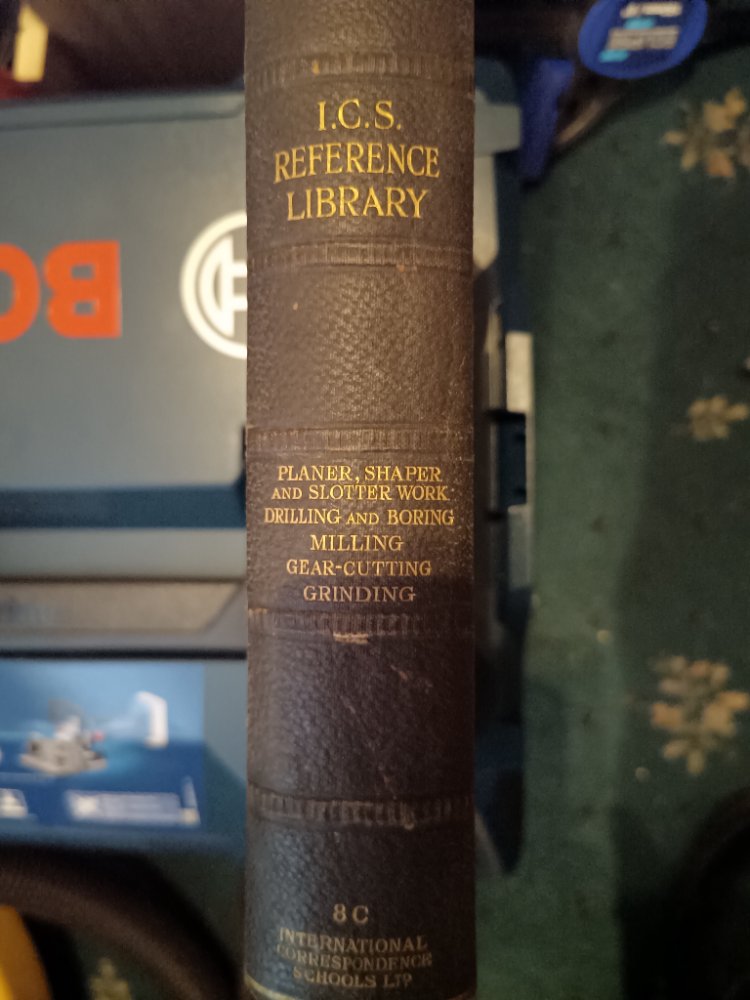 I.C.S.
REFERENCE
LIBRARY
PLANER, SHAPER
AND SLOTTER WORK
DRILLING AND BORING
MILLING
GEAR-CUTTING
GRINDING
8C
INTERNATIONAL
CORRESPONDENCE
SCHOOLS LTD
BO